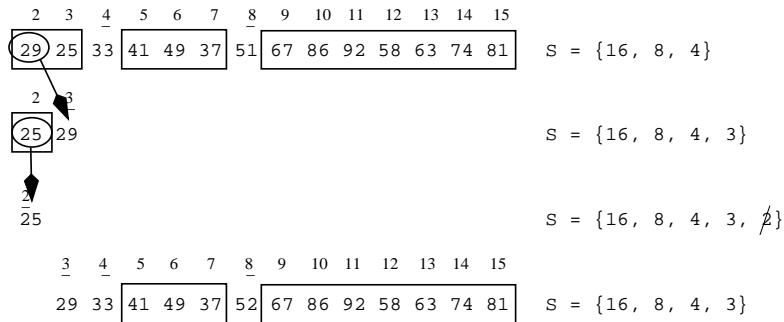 2 3 4 5 6 7 8 9 10 11 12 13 14 15
29 25 33 41 49 37 51 67 86 92 58 63 74 81 S = {16, 8, 4}
2 3
25 29 S = {16, 8, 4, 3}
2
25 S = {16, 8, 4, 3, 2}
3 4 5 6 7 8 9 10 11 12 13 14 15
29 33 41 49 37 52 67 86 92 58 63 74 81 S = {16, 8, 4, 3}